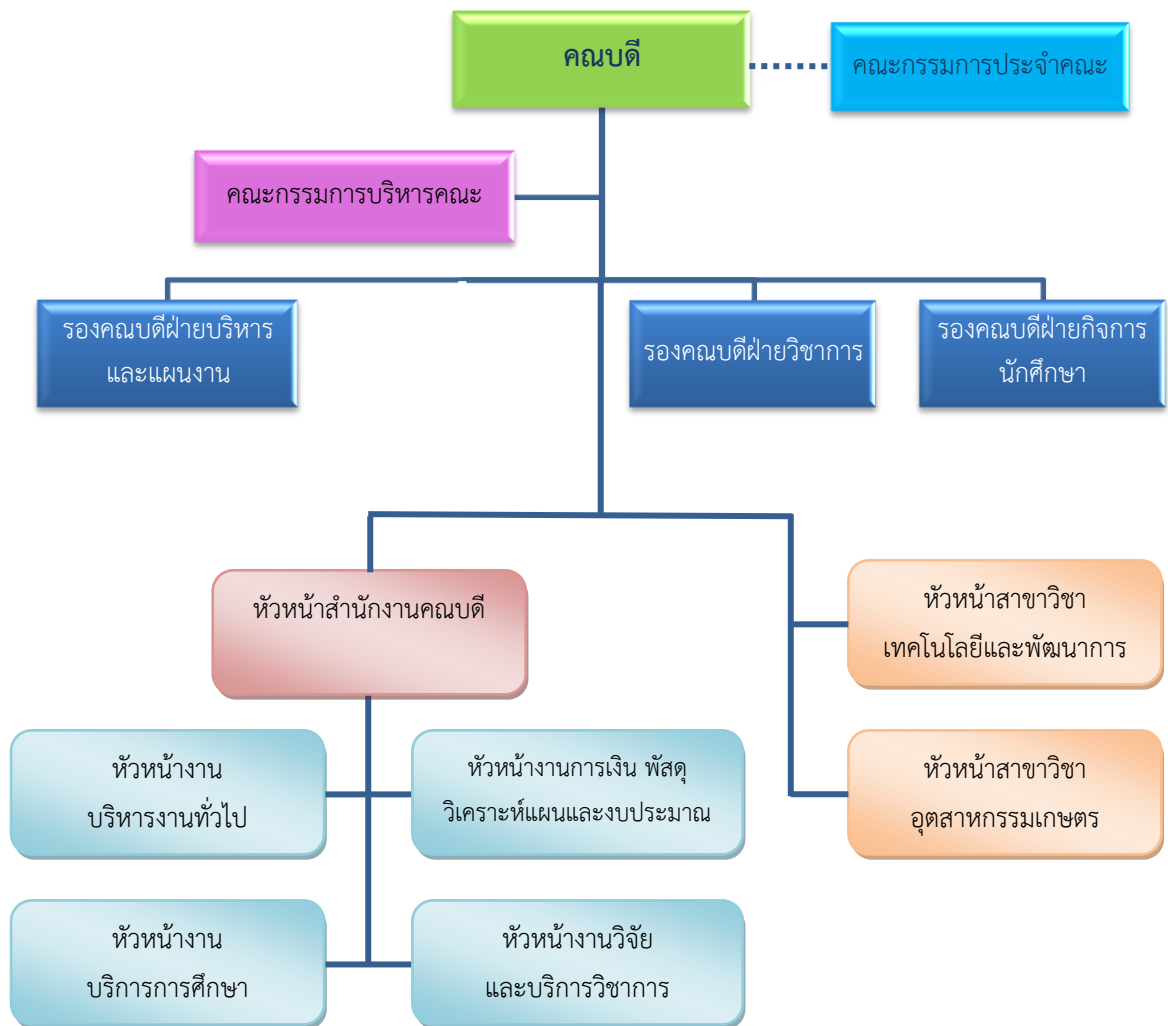 คณบดี
คณะกรรมการประจำคณะ
คณะกรรมการบริหารคณะ
รองคณบดีฝ่ายบริหาร
และแผนงาน
รองคณบดีฝ่ายวิชาการ
รองคณบดีฝ่ายกิจการ
นักศึกษา
หัวหน้าสำนักงานคณบดี
หัวหน้าสาขาวิชา
เทคโนโลยีและพัฒนาการ
หัวหน้างาน
บริหารงานทั่วไป
หัวหน้างานการเงิน พัสดุ
วิเคราะห์แผนและงบประมาณ
หัวหน้าสาขาวิชา
อุตสาหกรรมเกษตร
หัวหน้างาน
บริการการศึกษา
หัวหน้างานวิจัย
และบริการวิชาการ